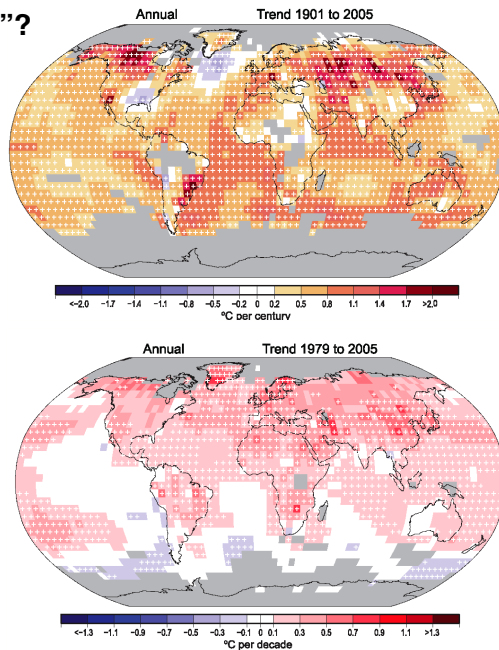 ”?
Annual Trend 1901 to 2005
<–2.0 –1.7 –1.4 –1.1 –0.8 –0.5 –0.2 0 0.2 0.5 0.8 1.1 1.4 1.7 >2.0
ºC per century
Annual Trend 1979 to 2005
<–1.3 –1.1 –0.9 –0.7 –0.5 –0.3 –0.1 0 0.1 0.3 0.5 0.7 0.9 1.1 >1.3
ºC per decade